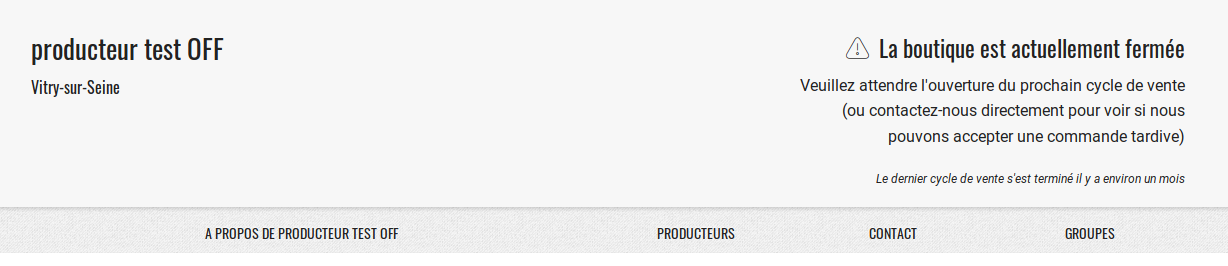 producteur test OFF
Vitry-sur-Seine
La boutique est actuellement fermée
Veuillez attendre l'ouverture du prochain cycle de vente
(ou contactez-nous directement pour voir si nous
pouvons accepter une commande tardive)
Le dernier cycle de vente s'est terminé il y a environ un mois
A PROPOS DE PRODUCTEUR TEST OFF
PRODUCTEURS
CONTACT
GROUPES